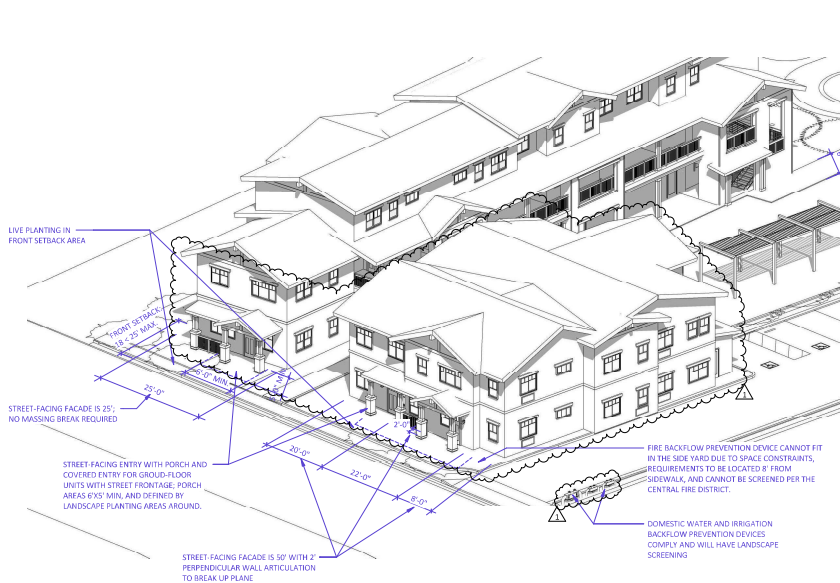 LIVE PLANTING IN
FRONT SETBACK AREA
FRONT SETBACK
18 < 25' MAX.
25'-0"
6'-0" MIN.
MIN.
STREET-FACING FACADE IS 25';
NO MASSING BREAK REQUIRED
2'-0"
20'-0"
22'-0"
8'-0"
STREET-FACING ENTRY WITH PORCH AND
COVERED ENTRY FOR GROUD-FLOOR
UNITS WITH STREET FRONTAGE; PORCH
AREAS 6'X5' MIN, AND DEFINED BY
LANDSCAPE PLANTING AREAS AROUND.
STREET-FACING FACADE IS 50' WITH 2'
PERPENDICULAR WALL ARTICULATION
TO BREAK UP PLANE
1
FIRE BACKFLOW PREVENTION DEVICE CANNOT FIT
IN THE SIDE YARD DUE TO SPACE CONSTRAINTS,
REQUIREMENTS TO BE LOCATED 8' FROM
SIDEWALK, AND CANNOT BE SCREENED PER THE
CENTRAL FIRE DISTRICT.
1
DOMESTIC WATER AND IRRIGATION
BACKFLOW PREVENTION DEVICES
COMPLY AND WILL HAVE LANDSCAPE
SCREENING